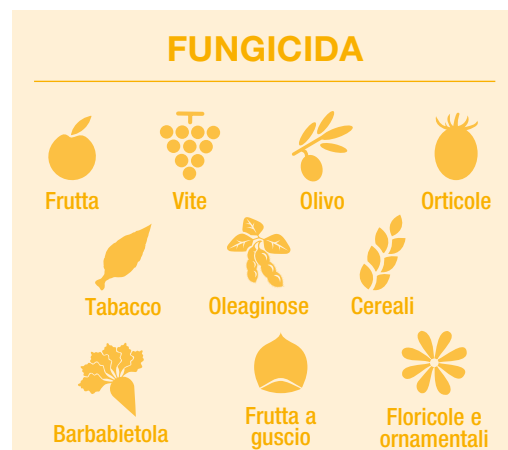 FUNGICIDA
Frutta
Vite
Olivo
Orticole
Tabacco
Oleaginose
Cereali
Barbabietola
Frutta a
guscio
Floricole e
ornamentali